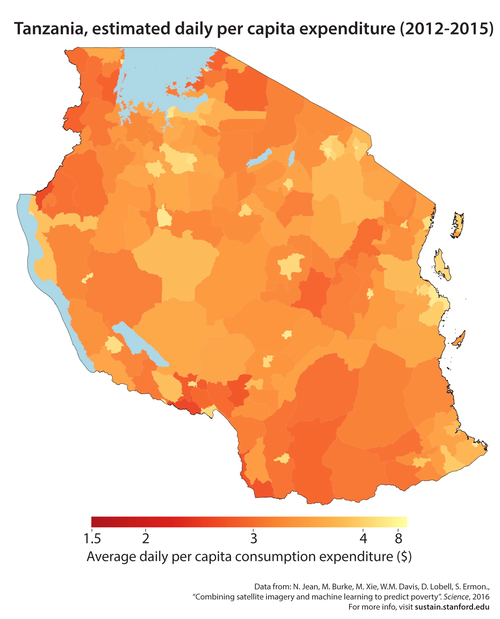 Tanzania, estimated daily per capita expenditure (2012-2015)
1.5 2 3 4 8
Average daily per capita consumption expenditure ($)
Data from: N. Jean, M. Burke, M. Xie, W.M. Davis, D. Lobell, S. Ermon.,
“Combining satellite imagery and machine learning to predict poverty”. Science, 2016
For more info, visit sustain.stanford.edu